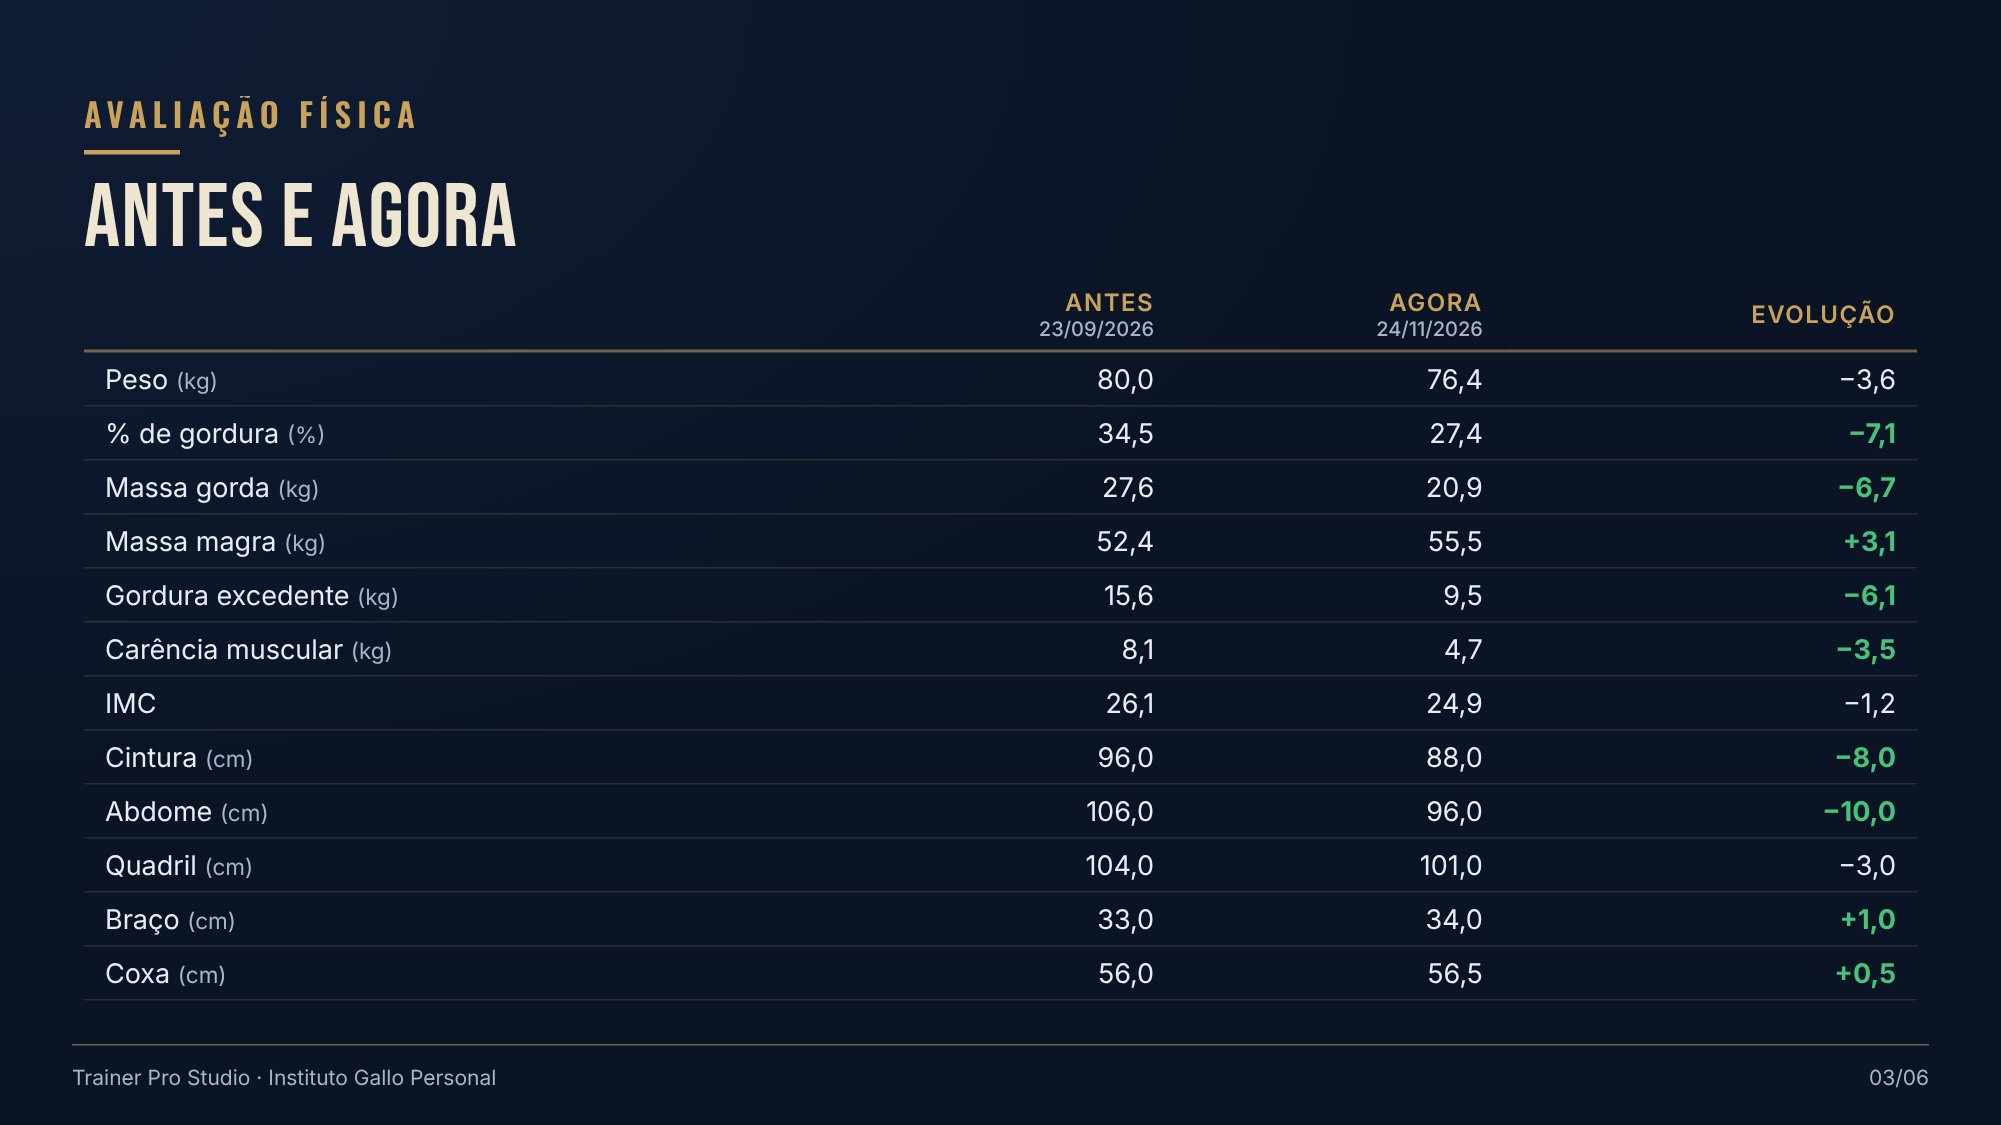 AVALIAÇÃO FÍSICA
ANTES E AGORA
ANTES AGORA EVOLUÇÃO
23/09/2026 24/11/2026
Peso (kg) 80,0 76,4 −3,6
% de gordura (%) 34,5 27,4 −7,1
Massa gorda (kg) 27,6 20,9 −6,7
Massa magra (kg) 52,4 55,5 +3,1
Gordura excedente (kg) 15,6 9,5 −6,1
Carência muscular (kg) 8,1 4,7 −3,5
IMC 26,1 24,9 −1,2
Cintura (cm) 96,0 88,0 −8,0
Abdome (cm) 106,0 96,0 −10,0
Quadril (cm) 104,0 101,0 −3,0
Braço (cm) 33,0 34,0 +1,0
Coxa (cm) 56,0 56,5 +0,5
Trainer Pro Studio · Instituto Gallo Personal 03/06